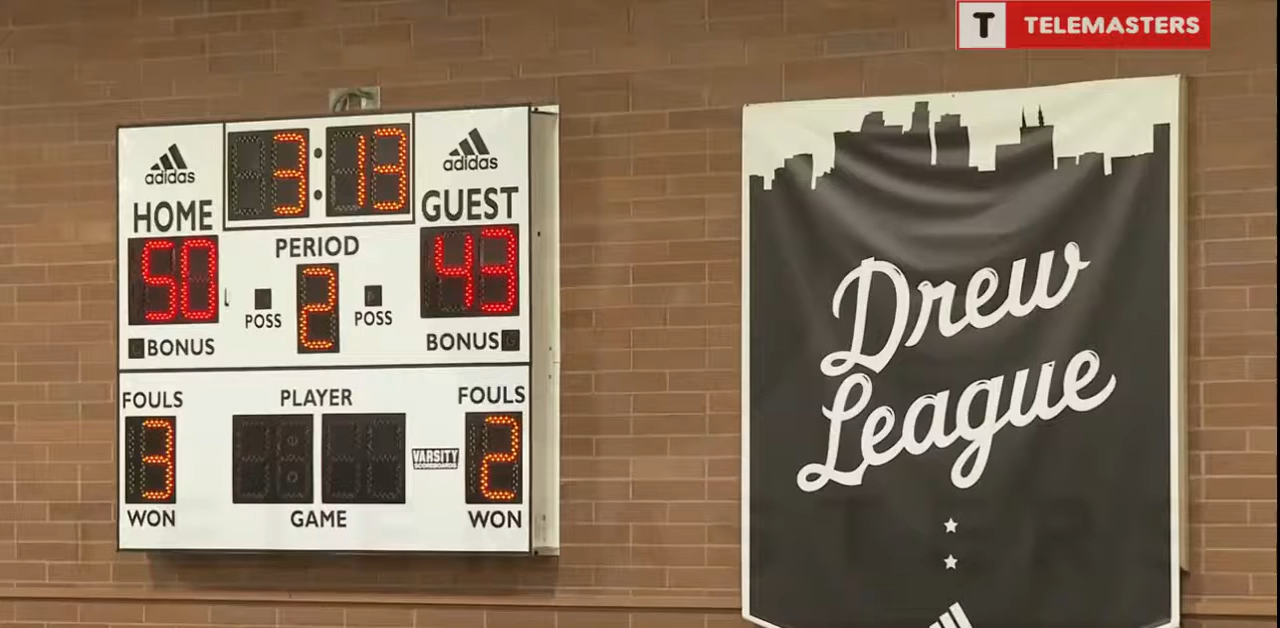 T TELEMASTERS
adidas
3:13
adidas
HOME
GUEST
50
PERIOD
43
2
POSS
POSS
BONUS
BONUS
FOULS
PLAYER
FOULS
3
VARSITY
SCOREBOARDS
2
WON
GAME
WON
Drew
League